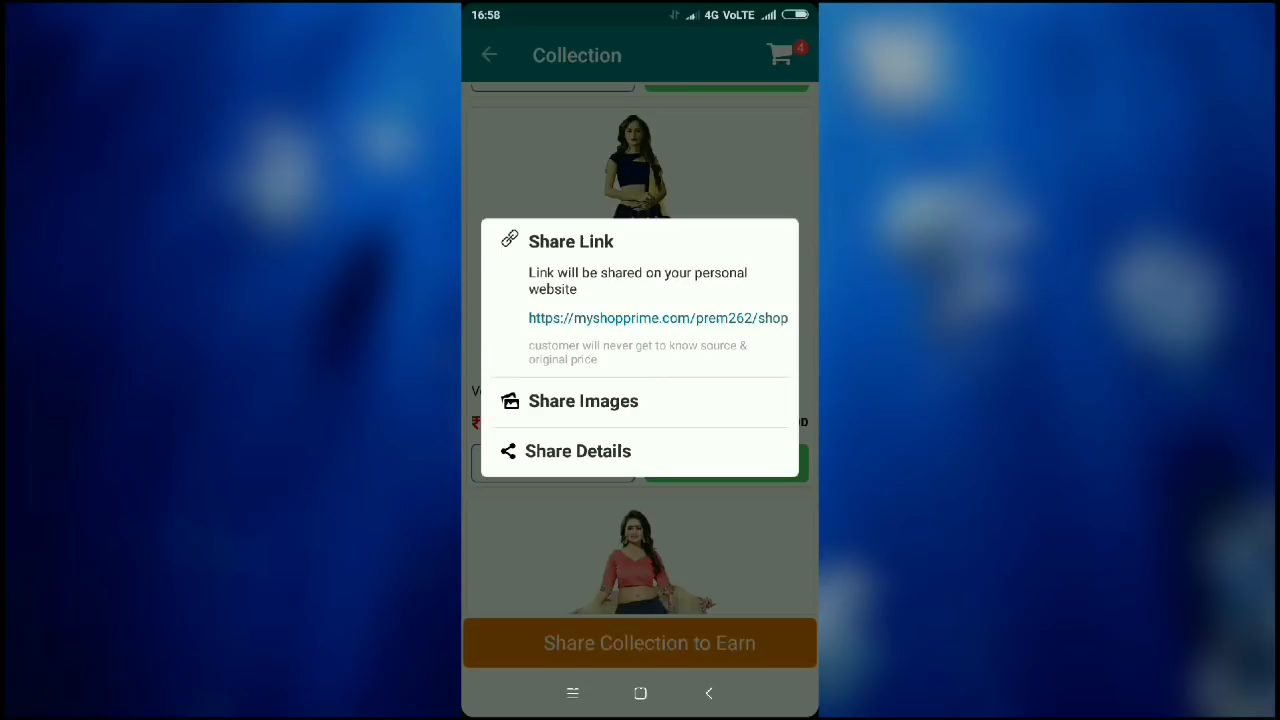 16:58
4G VoLTE
Collection
4
Share Link
Link will be shared on your personal
website
https://myshopprime.com/prem262/shop
customer will never get to know source &
original price
Share Images
Share Details
Share Collection to Earn